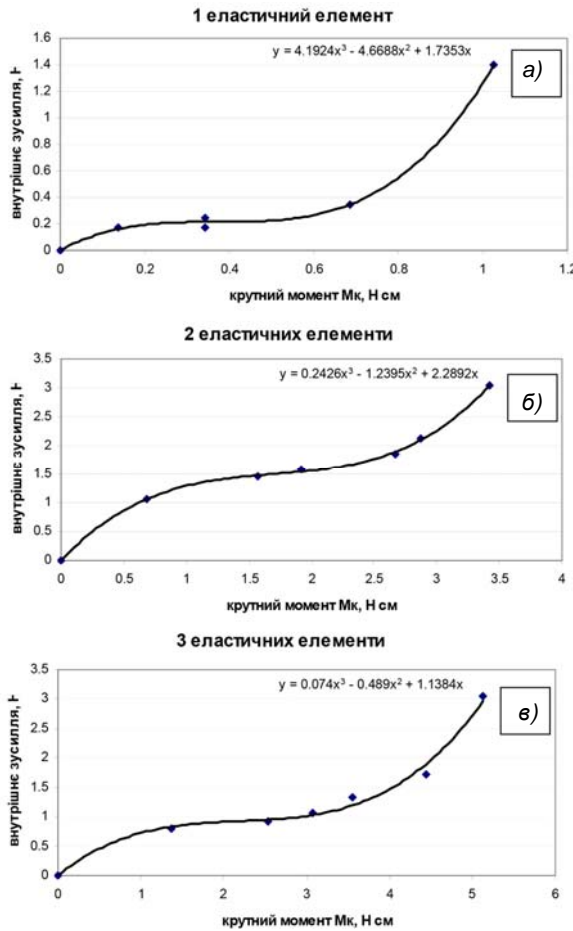 1 еластичний елемент
y = 4.1924x³ - 4.6688x² + 1.7353x
а)
внутрішнє зусилля,
1.6
1.4
1.2
1.0
0.8
0.6
0.4
0.2
0.0
0 0.2 0.4 0.6 0.8 1 1.2
крутний момент Мк, Н см
2 еластичних елементи
y = 0.2426x³ - 1.2395x² + 2.2892x
б)
внутрішнє зусилля,
3.5
3
2.5
2
1.5
1
0.5
0
0 0.5 1 1.5 2 2.5 3 3.5 4
крутний момент Мк, Н см
3 еластичних елементи
y = 0.074x³ - 0.489x² + 1.1384x
в)
внутрішнє зусилля,
3.5
3
2.5
2
1.5
1
0.5
0
0 1 2 3 4 5 6
крутний момент Мк, Н см